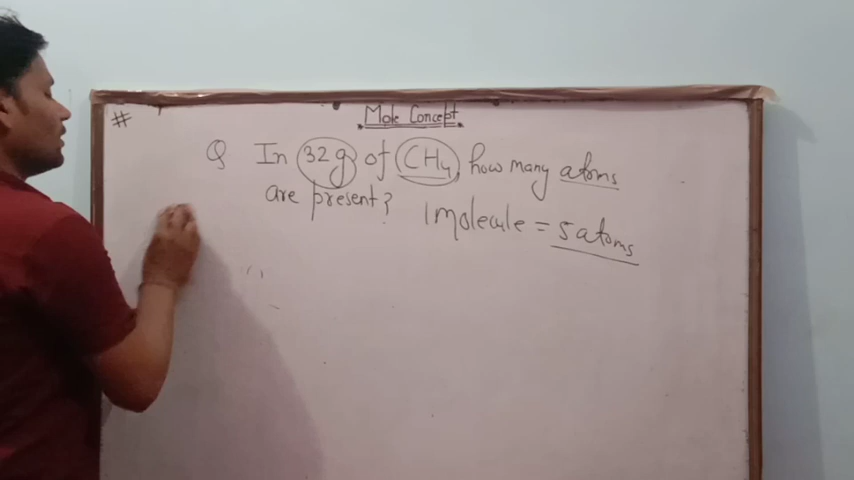 #
Mole Concept
Q In 32g of CH₄ how many atoms
are present?
1 molecule = 5 atoms